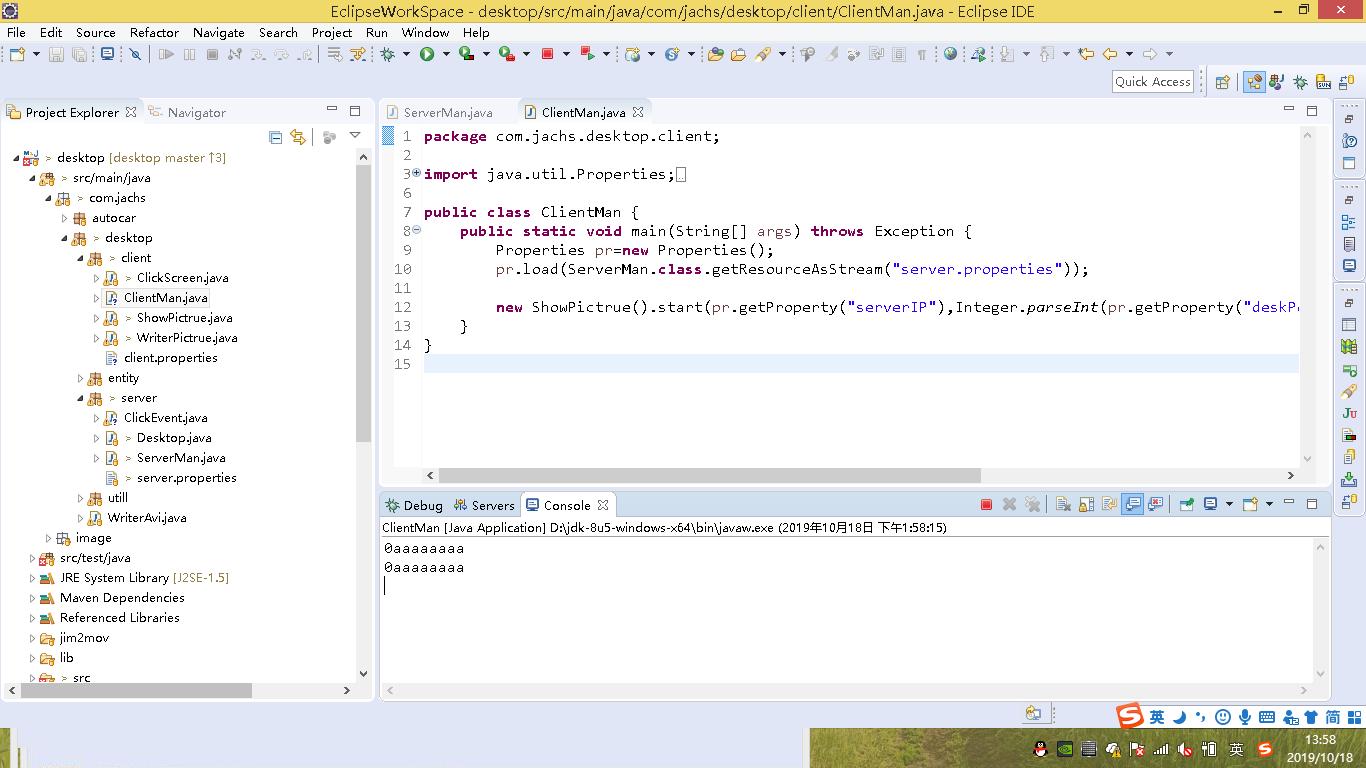 EclipseWorkSpace - desktop/src/main/java/com/jachs/desktop/client/ClientMan.java - Eclipse IDE
File Edit Source Refactor Navigate Search Project Run Window Help
Quick Access
Project Explorer
Navigator
> desktop [desktop master ↑3]
> src/main/java
> com.jachs
autocar
> desktop
> client
> ClickScreen.java
ClientMan.java
> ShowPictrue.java
> WriterPictrue.java
client.properties
entity
> server
ClickEvent.java
> Desktop.java
> ServerMan.java
> server.properties
utill
WriterAvi.java
image
src/test/java
JRE System Library [J2SE-1.5]
Maven Dependencies
Referenced Libraries
jim2mov
lib
> src
ServerMan.java
ClientMan.java
1 package com.jachs.desktop.client;
2
3 import java.util.Properties;
6
7 public class ClientMan {
8 public static void main(String[] args) throws Exception {
9 Properties pr=new Properties();
10 pr.load(ServerMan.class.getResourceAsStream("server.properties"));
11
12 new ShowPictrue().start(pr.getProperty("serverIP"),Integer.parseInt(pr.getProperty("deskP
13 }
14 }
15
Debug Servers Console
ClientMan [Java Application] D:\jdk-8u5-windows-x64\bin\javaw.exe (2019年10月18日 下午1:58:15)
0aaaaaaaa
0aaaaaaaa
英 简
英
13:58
2019/10/18